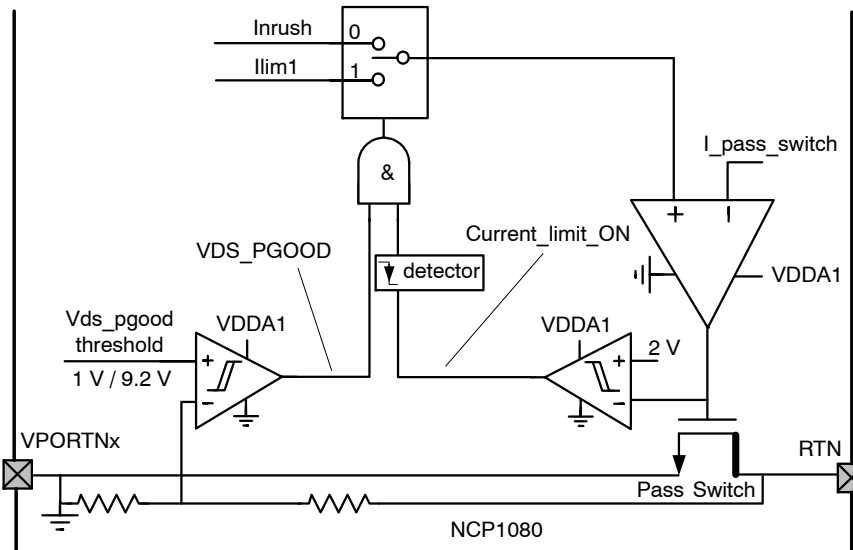 Inrush
0
Ilim1
1
I_pass_switch
&
+ −
Current_limit_ON
VDS_PGOOD
detector
VDDA1
Vds_pgood
threshold
VDDA1
VDDA1
1 V / 9.2 V
+
−
2 V
+
−
VPORTNx
RTN
Pass Switch
NCP1080